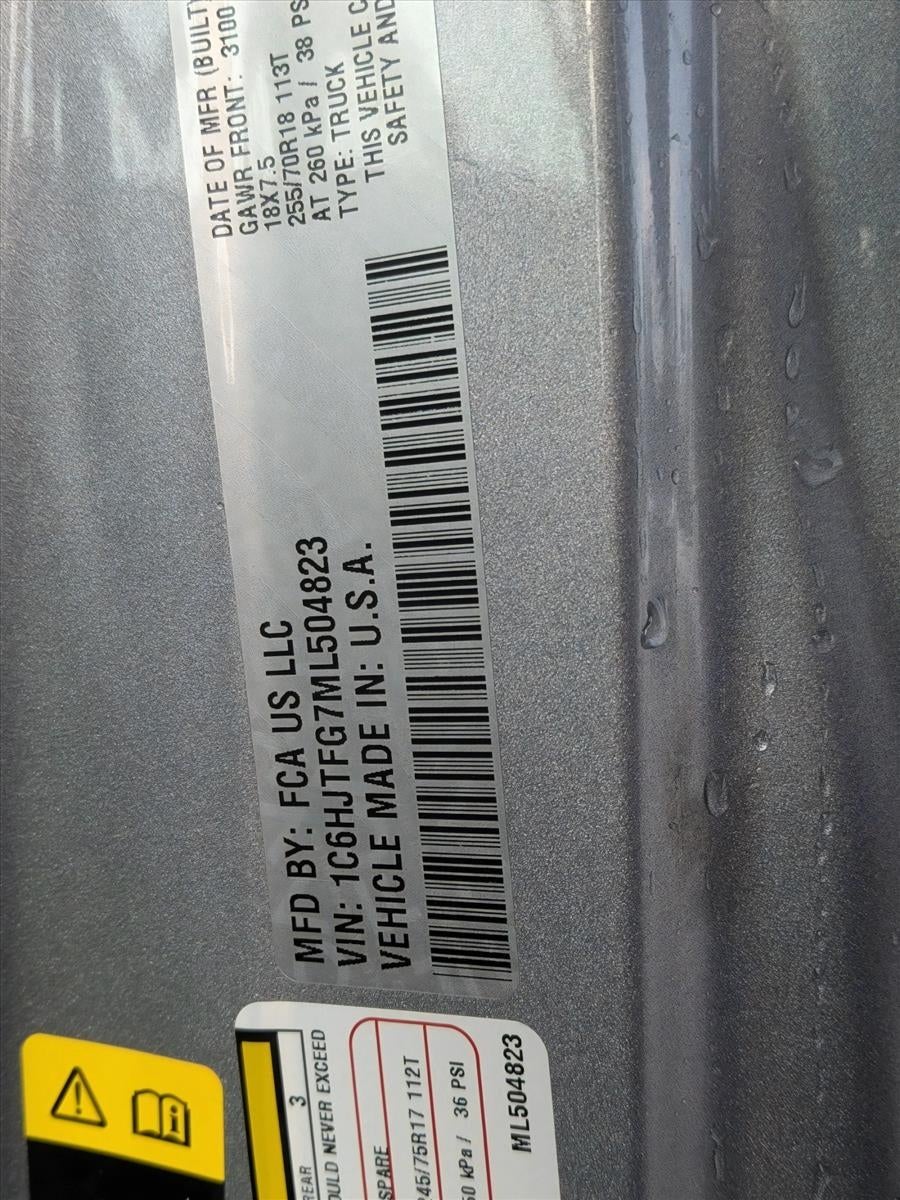 MFD BY: FCA US LLC
VIN: 1C6HJTFG7ML504823
VEHICLE MADE IN: U.S.A.
DATE OF MFR (BUILT
GAWR FRONT: 3100
18X7.5
255/70R18 113T
AT 260 kPa / 38 PS
TYPE: TRUCK
THIS VEHICLE C
SAFETY AND
REAR 3
OULD NEVER EXCEED
SPARE
245/75R17 112T
50 kPa / 36 PSI
ML504823